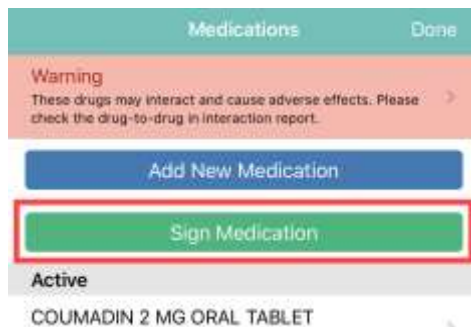 Medications Done
Warning
These drugs may interact and cause adverse effects. Please
check the drug-to-drug in interaction report.
Add New Medication
Sign Medication
Active
COUMADIN 2 MG ORAL TABLET